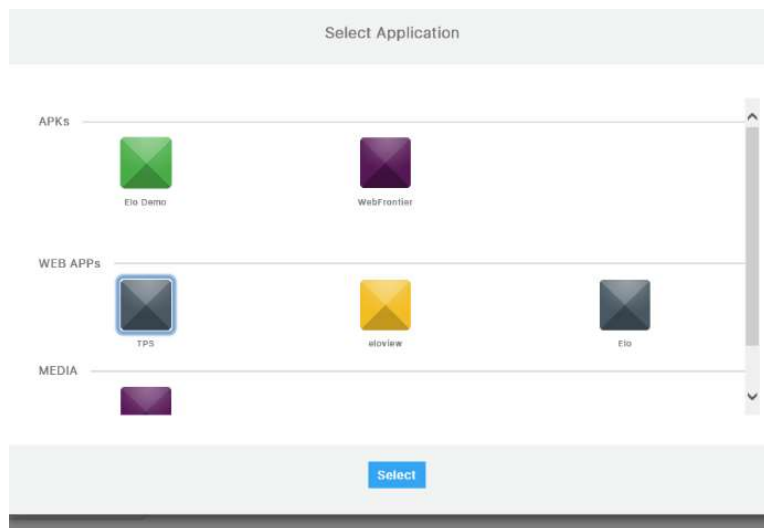 Select Application
APKs
Elo Demo
WebFrontier
WEB APPs
TPS
eloview
Elo
MEDIA
Select